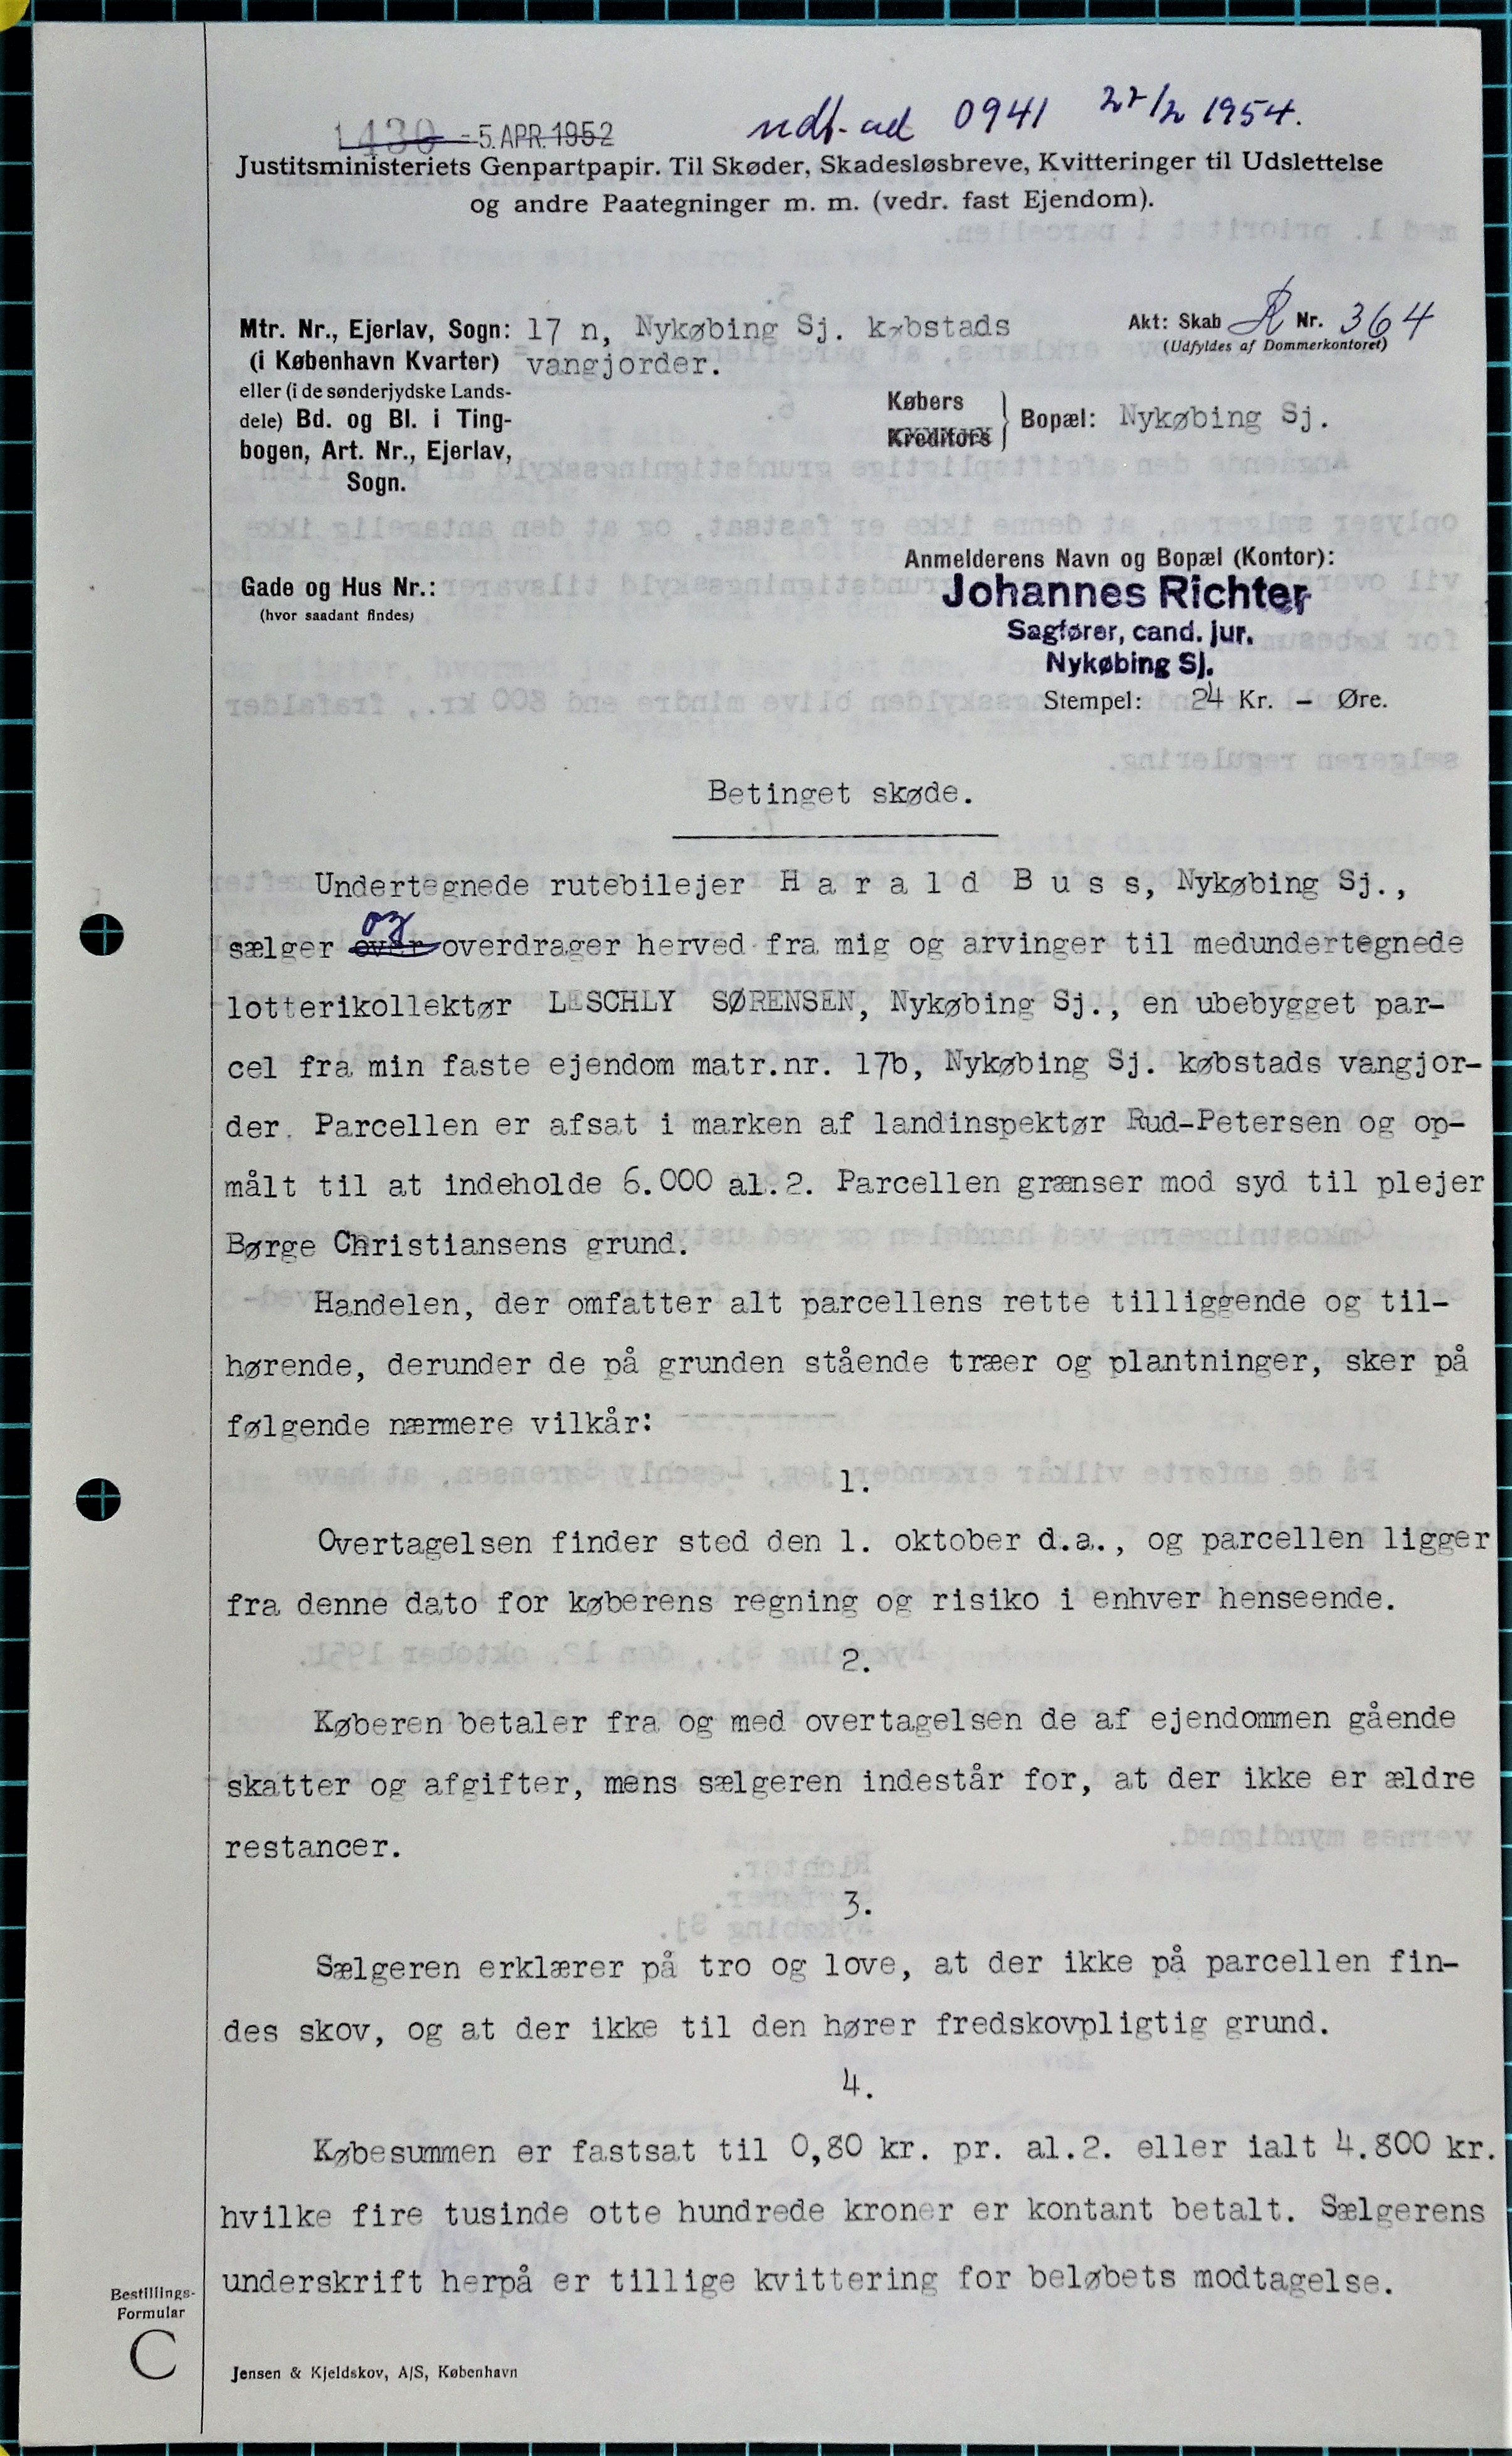 1430 - 5. APR. 1952
udf. ad 0941 22/2 1954.
Justitsministeriets Genpartpapir. Til Skøder, Skadesløsbreve, Kvitteringer til Udslettelse
og andre Paategninger m. m. (vedr. fast Ejendom).
Mtr. Nr., Ejerlav, Sogn: 17 n, Nykøbing Sj. købstads
(i København Kvarter) vangjorder.
eller (i de sønderjydske Lands-
dele) Bd. og Bl. i Ting-
bogen, Art. Nr., Ejerlav,
Sogn.
Akt: Skab R Nr. 364
(Udfyldes af Dommerkontoret)
Købers
Kreditors
Bopæl: Nykøbing Sj.
Gade og Hus Nr.:
(hvor saadant findes)
Anmelderens Navn og Bopæl (Kontor):
Johannes Richter
Sagfører, cand. jur.
Nykøbing Sj.
Stempel: 24 Kr. - Øre.
Betinget skøde.
Undertegnede rutebilejer H a r a l d B u s s, Nykøbing Sj.,
og
sælger over overdrager herved fra mig og arvinger til medundertegnede
lotterikollektør LESCHLY SØRENSEN, Nykøbing Sj., en ubebygget par-
cel fra min faste ejendom matr.nr. 17b, Nykøbing Sj. købstads vangjor-
der. Parcellen er afsat i marken af landinspektør Rud-Petersen og op-
målt til at indeholde 6.000 al.2. Parcellen grænser mod syd til plejer
Børge Christiansens grund.
Handelen, der omfatter alt parcellens rette tilliggende og til-
hørende, derunder de på grunden stående træer og plantninger, sker på
følgende nærmere vilkår:
1.
Overtagelsen finder sted den 1. oktober d.a., og parcellen ligger
fra denne dato for køberens regning og risiko i enhver henseende.
2.
Køberen betaler fra og med overtagelsen de af ejendommen gående
skatter og afgifter, mens sælgeren indestår for, at der ikke er ældre
restancer.
3.
Sælgeren erklærer på tro og love, at der ikke på parcellen fin-
des skov, og at der ikke til den hører fredskovpligtig grund.
4.
Købesummen er fastsat til 0,80 kr. pr. al.2. eller ialt 4.800 kr.
hvilke fire tusinde otte hundrede kroner er kontant betalt. Sælgerens
underskrift herpå er tillige kvittering for beløbets modtagelse.
Bestillings-
Formular
C
Jensen & Kjeldskov, A/S, København